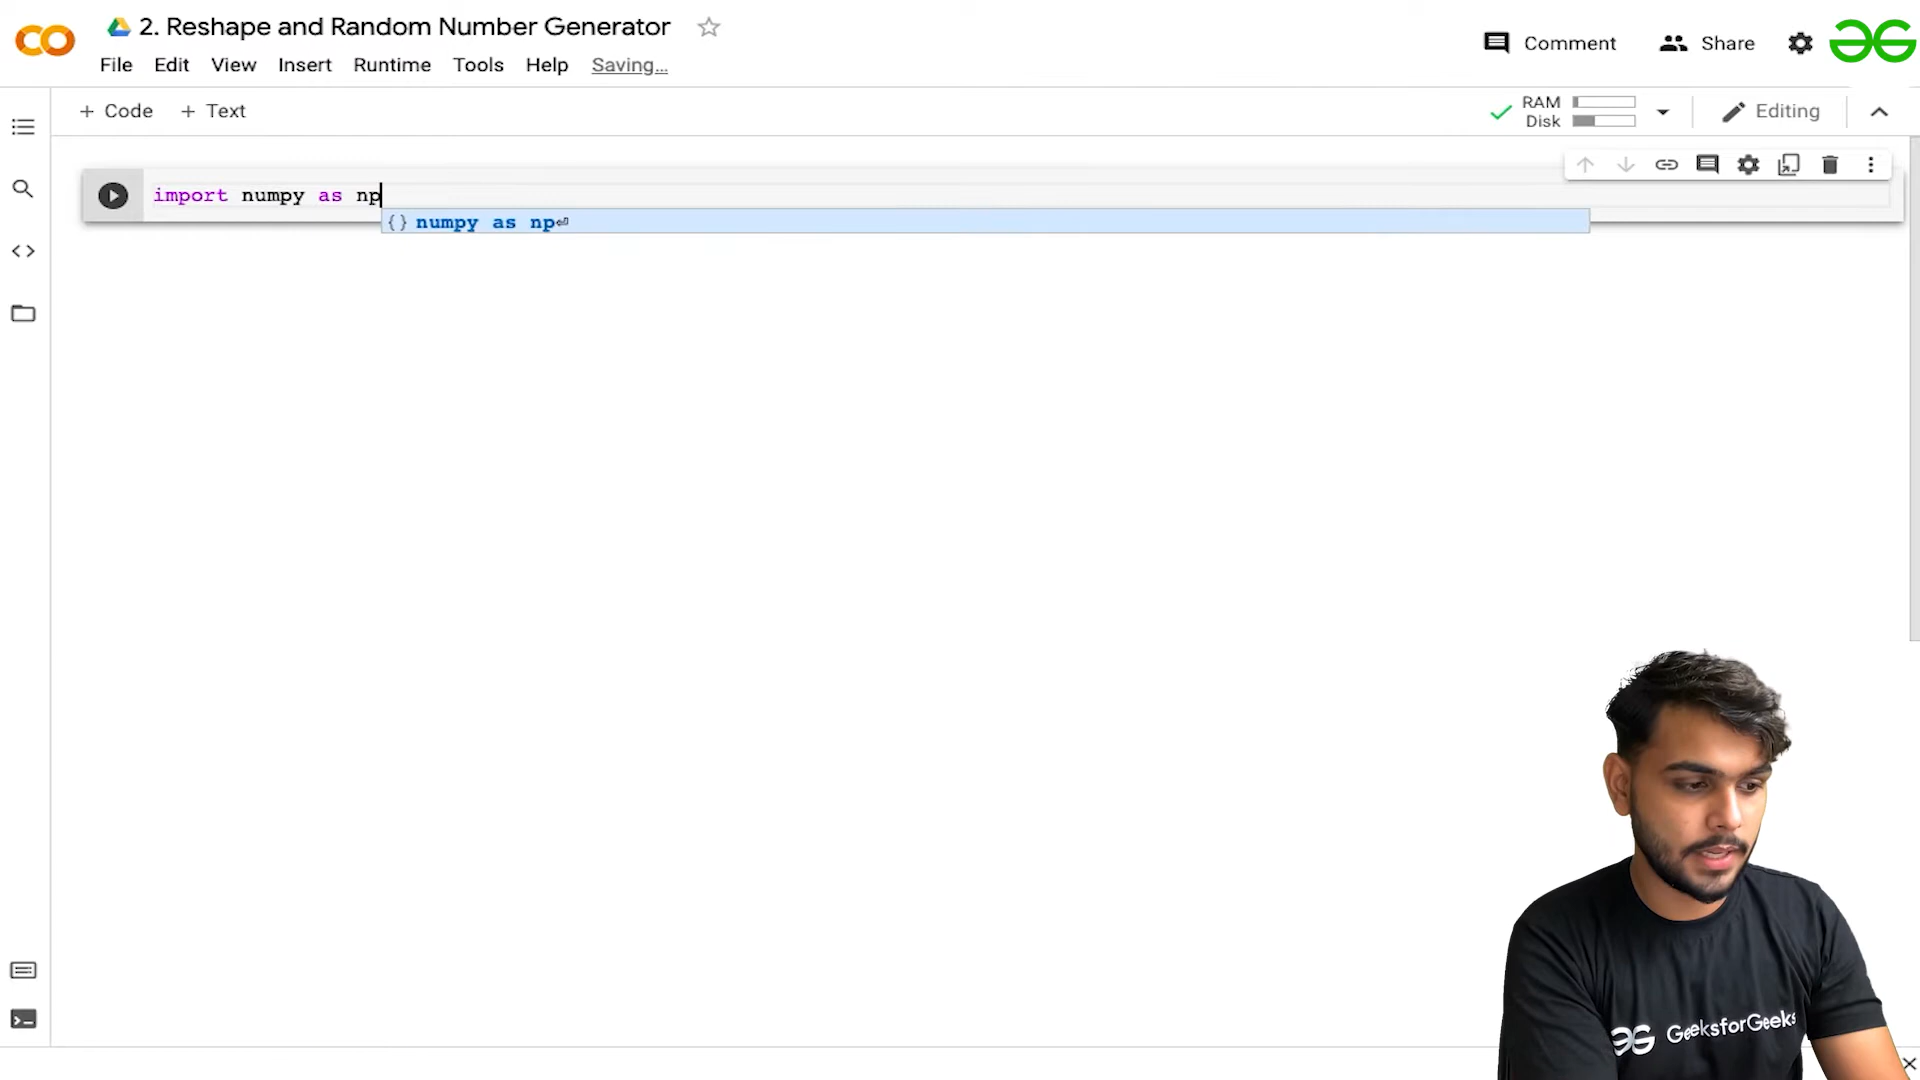 2. Reshape and Random Number Generator
File Edit View Insert Runtime Tools Help Saving...
Comment Share
+ Code + Text
RAM
Disk
Editing
import numpy as np
{} numpy as np⏎
GeeksforGeeks